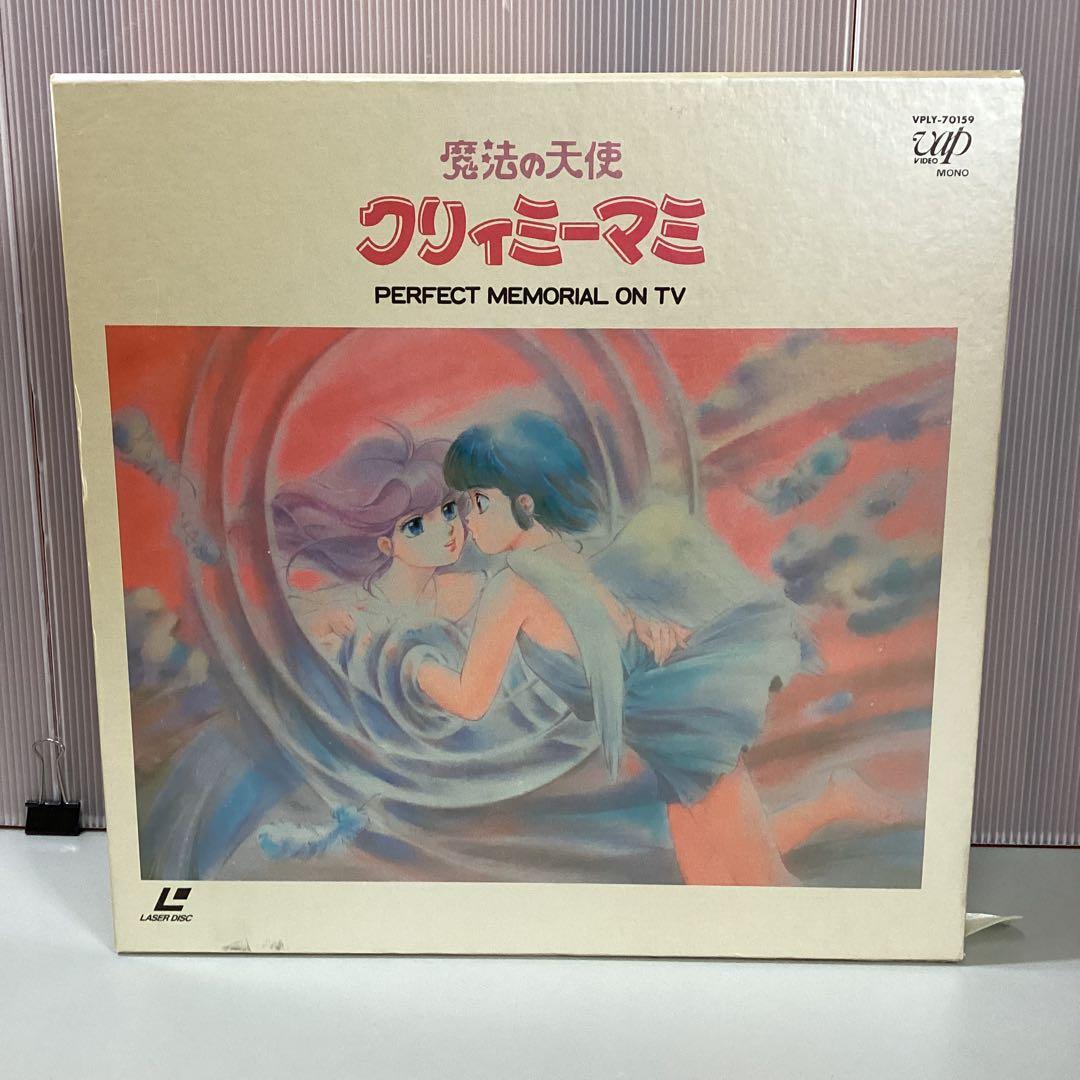 VPLY-70159
vap
VIDEO
MONO
魔法の天使
クリィミーマミ
PERFECT MEMORIAL ON TV
LASER DISC